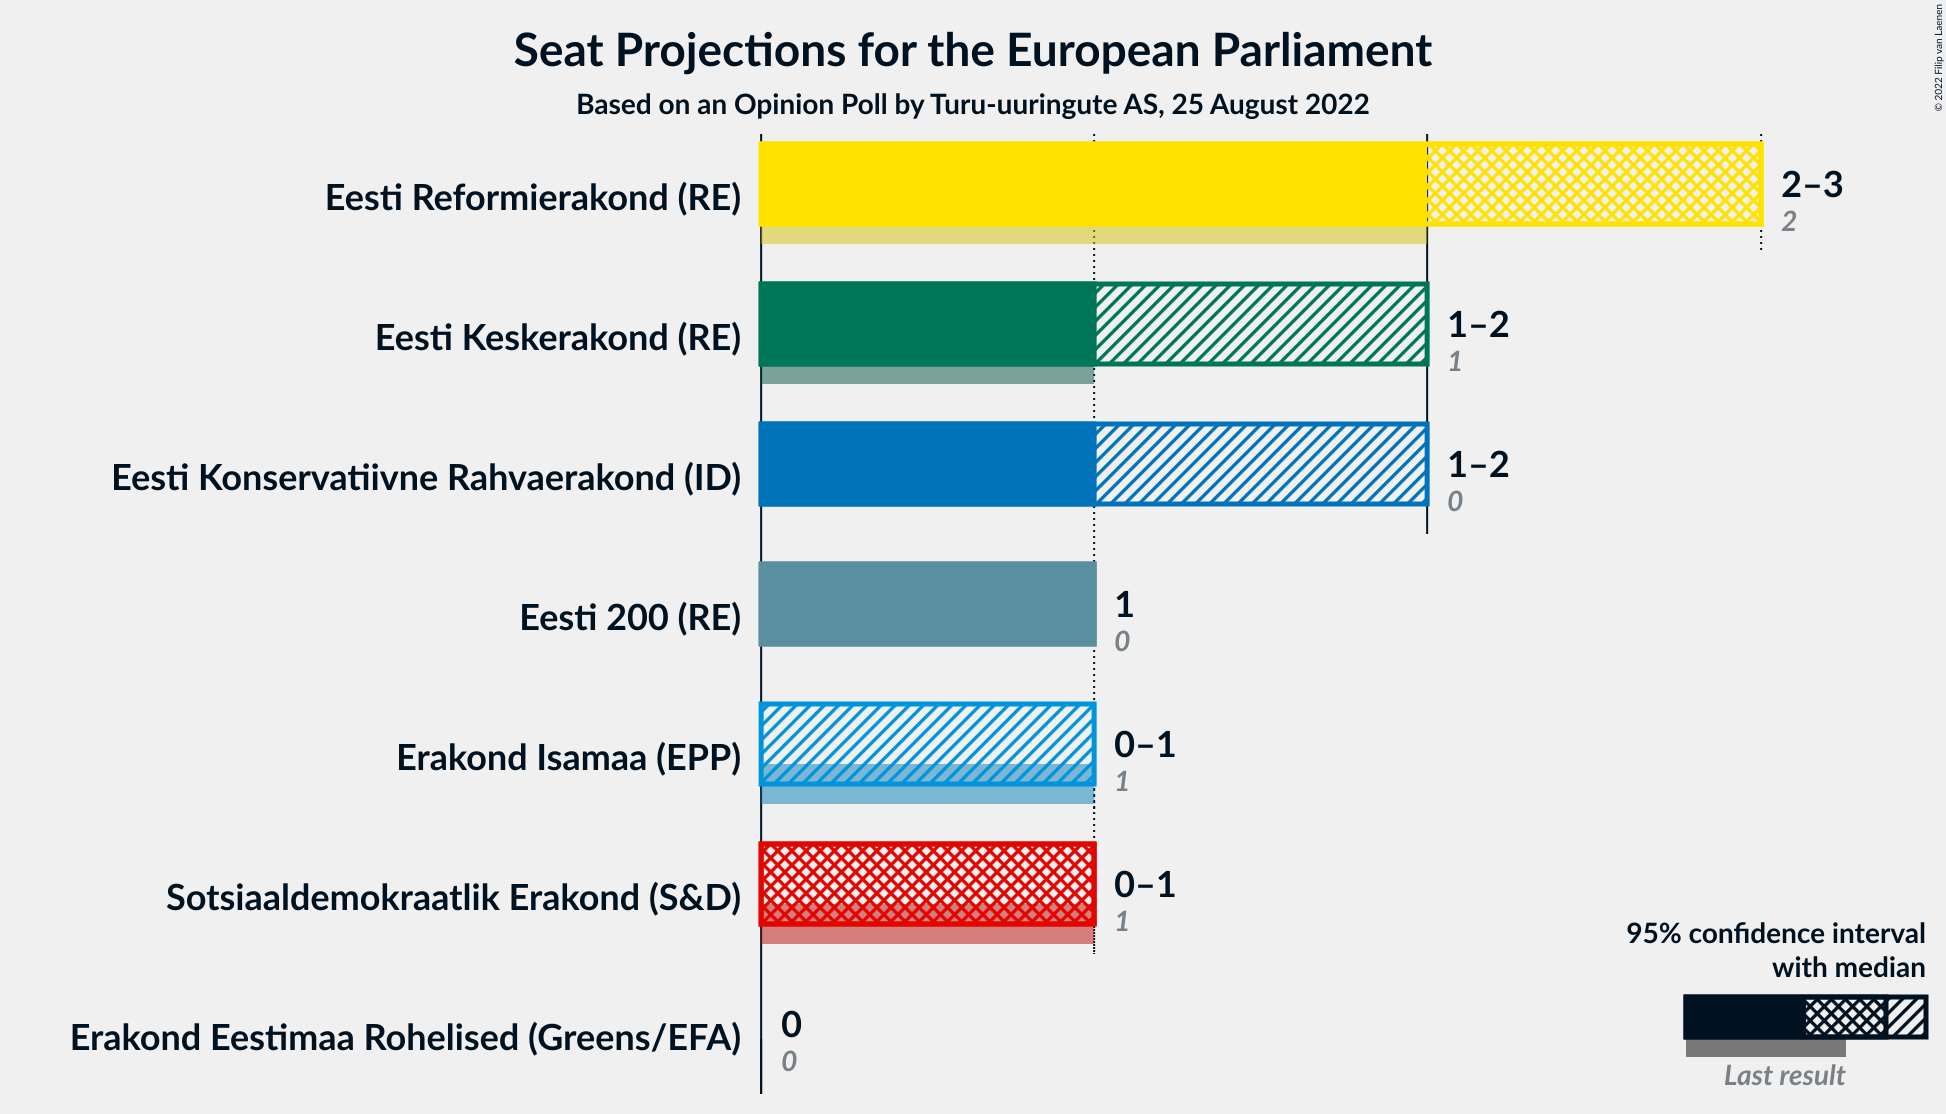 Seat Projections for the European Parliament
Based on an Opinion Poll by Turu-uuringute AS, 25 August 2022
© 2022 Filip van Laenen
Eesti Reformierakond (RE)
2–3
2
Eesti Keskerakond (RE)
1–2
1
Eesti Konservatiivne Rahvaerakond (ID)
1–2
0
Eesti 200 (RE)
1
0
Erakond Isamaa (EPP)
0–1
1
Sotsiaaldemokraatlik Erakond (S&D)
0–1
1
Erakond Eestimaa Rohelised (Greens/EFA)
0
0
95% confidence interval
with median
Last result